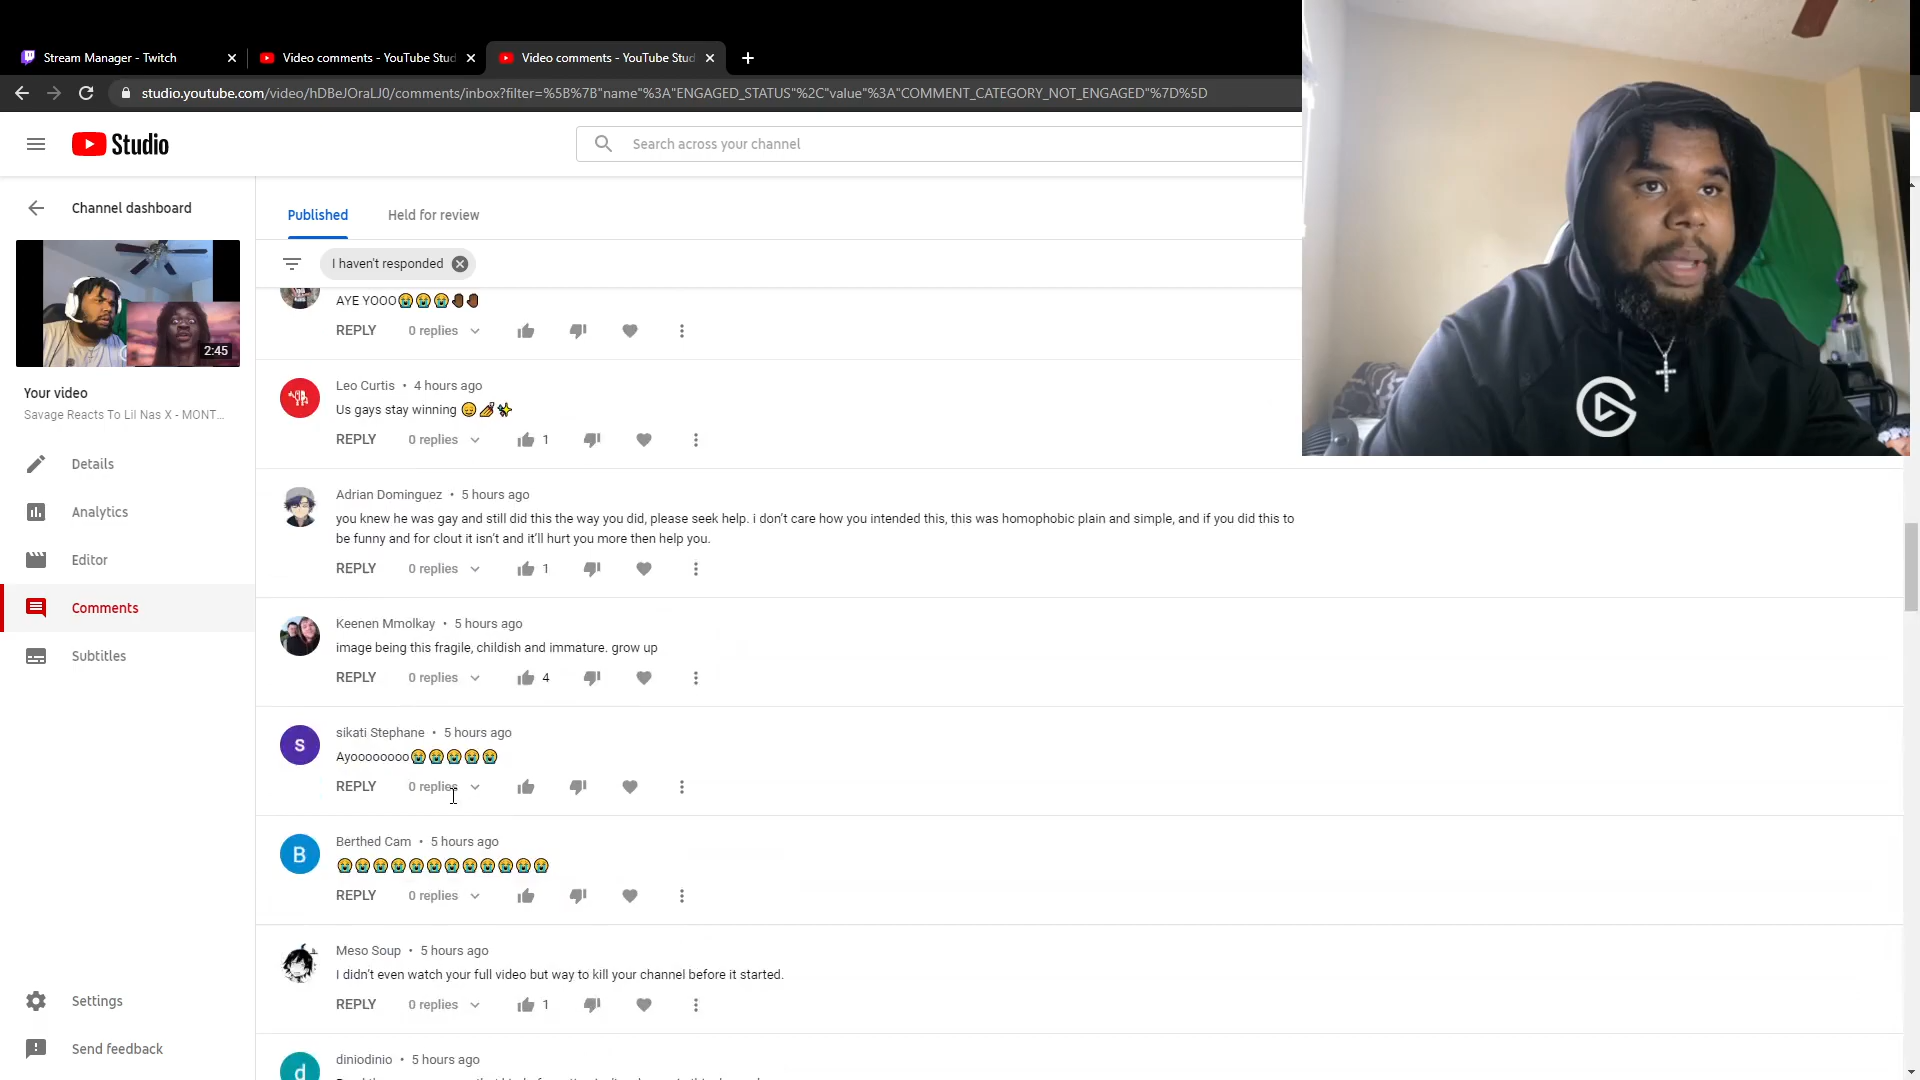 Stream Manager - Twitch
Video comments - YouTube Stud
Video comments - YouTube Stud
studio.youtube.com/video/hDBeJOraLJ0/comments/inbox?filter=%5B%7B"name"%3A"ENGAGED_STATUS"%2C"value"%3A"COMMENT_CATEGORY_NOT_ENGAGED"%7D%5D
Studio
Search across your channel
Channel dashboard
2:45
Your video
Savage Reacts To Lil Nas X - MONT...
Details
Analytics
Editor
Comments
Subtitles
Settings
Send feedback
Published
Held for review
I haven't responded
AYE YOOO😭😭😭✋🏾✋🏾
REPLY 0 replies
Leo Curtis • 4 hours ago
Us gays stay winning 😌💅🏾✨
REPLY 0 replies 1
Adrian Dominguez • 5 hours ago
you knew he was gay and still did this the way you did, please seek help. i don't care how you intended this, this was homophobic plain and simple, and if you did this to
be funny and for clout it isn't and it'll hurt you more then help you.
REPLY 0 replies 1
Keenen Mmolkay • 5 hours ago
image being this fragile, childish and immature. grow up
REPLY 0 replies 4
S
sikati Stephane • 5 hours ago
Ayoooooooo😭😭😭😭😭
REPLY 0 replies
B
Berthed Cam • 5 hours ago
😭😭😭😭😭😭😭😭😭😭😭😭
REPLY 0 replies
Meso Soup • 5 hours ago
I didn't even watch your full video but way to kill your channel before it started.
REPLY 0 replies 1
d
diniodinio • 5 hours ago